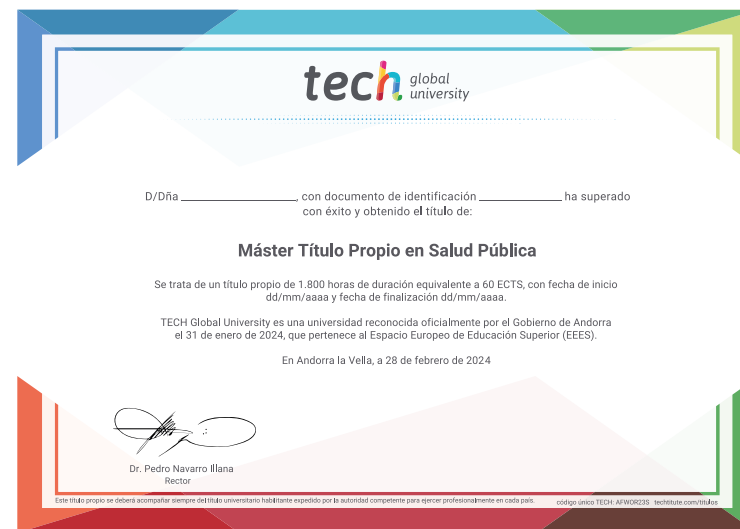 tech global university
D/Dña ____________, con documento de identificación ____________ ha superado
con éxito y obtenido el título de:
Máster Título Propio en Salud Pública
Se trata de un título propio de 1.800 horas de duración equivalente a 60 ECTS, con fecha de inicio
dd/mm/aaaa y fecha de finalización dd/mm/aaaa.
TECH Global University es una universidad reconocida oficialmente por el Gobierno de Andorra
el 31 de enero de 2024, que pertenece al Espacio Europeo de Educación Superior (EEES).
En Andorra la Vella, a 28 de febrero de 2024
Dr. Pedro Navarro Illana
Rector
Este título propio se deberá acompañar siempre del título universitario habilitante expedido por la autoridad competente para ejercer profesionalmente en cada país. código único TECH: AFWOR23S techtitute.com/titulos